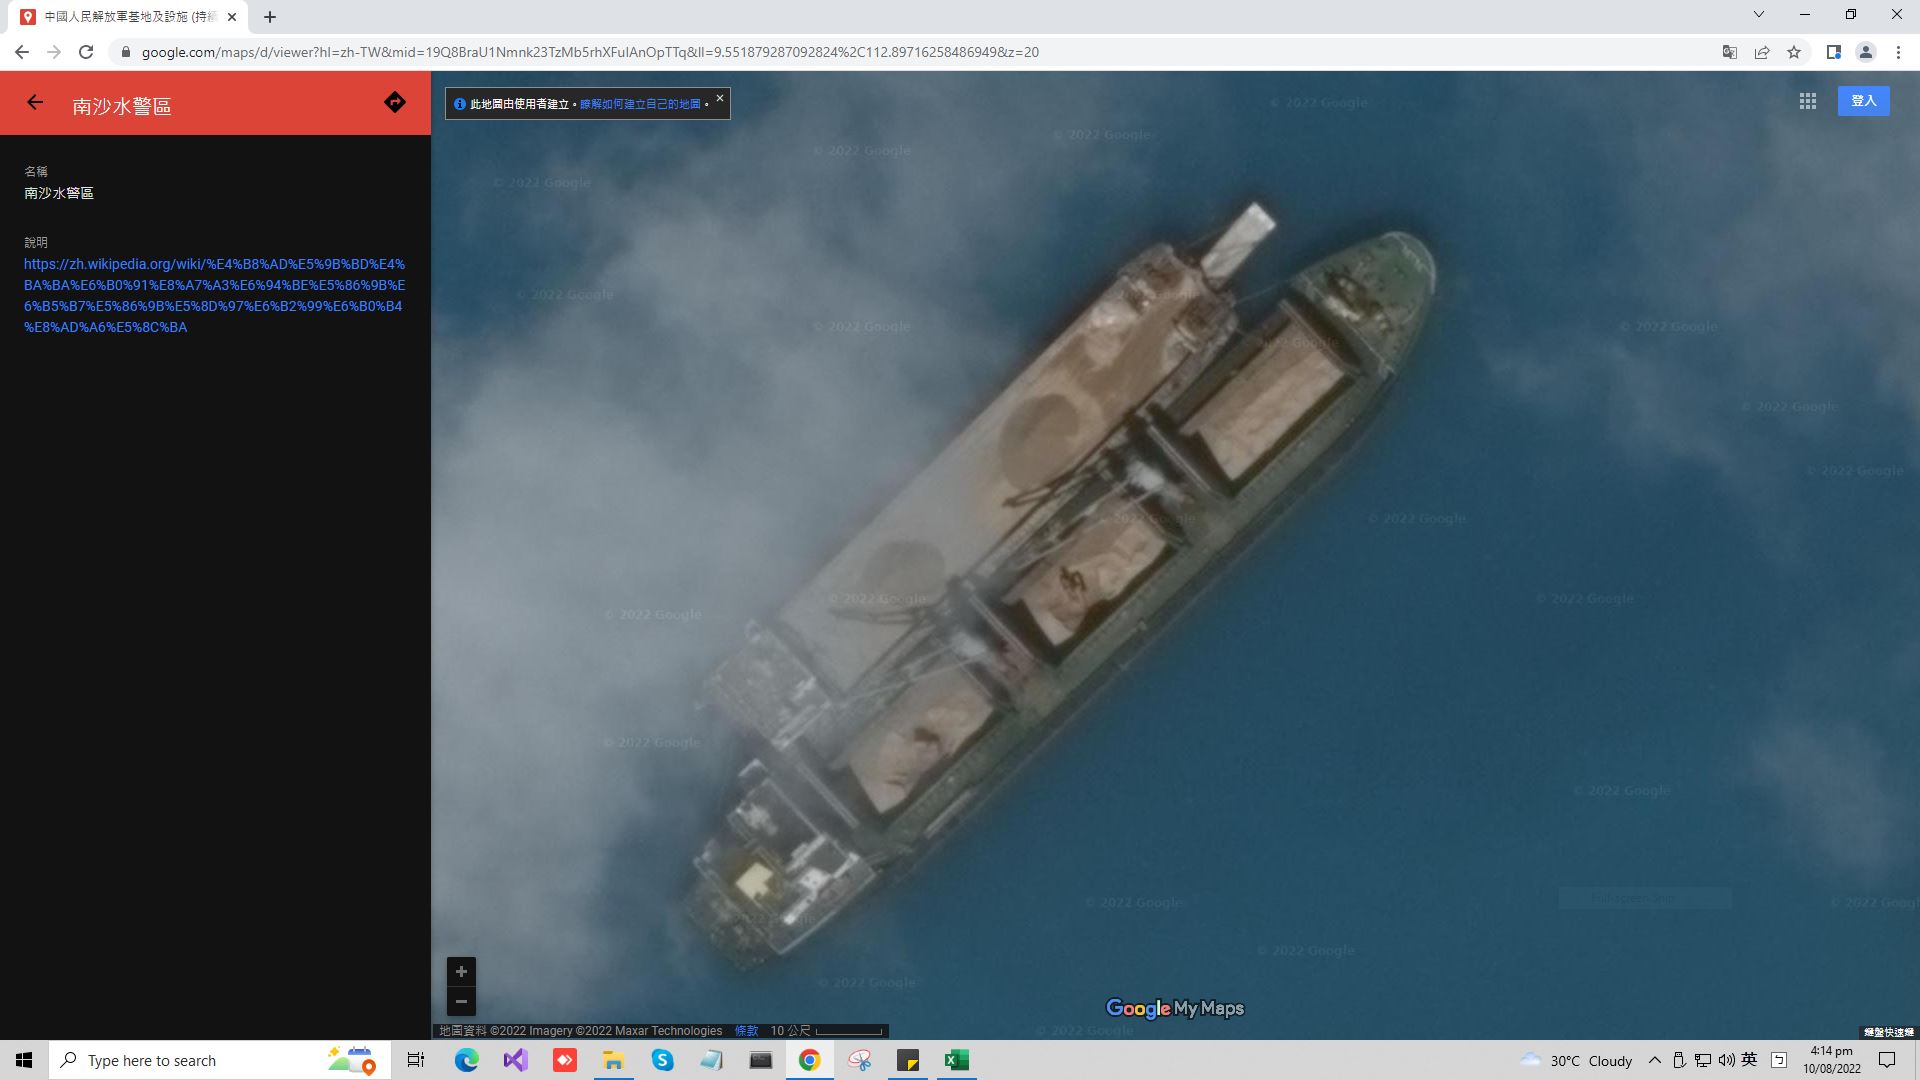 中國人民解放軍基地及設施 (持續
google.com/maps/d/viewer?hl=zh-TW&mid=19Q8BraU1Nmnk23TzMb5rhXFulAnOpTTq&ll=9.551879287092824%2C112.89716258486949&z=20
南沙水警區
此地圖由使用者建立。瞭解如何建立自己的地圖。
登入
名稱
南沙水警區
說明
https://zh.wikipedia.org/wiki/%E4%B8%AD%E5%9B%BD%E4%
BA%BA%E6%B0%91%E8%A7%A3%E6%94%BE%E5%86%9B%E
6%B5%B7%E5%86%9B%E5%8D%97%E6%B2%99%E6%B0%B4
%E8%AD%A6%E5%8C%BA
© 2022 Google
Google My Maps
地圖資料 ©2022 Imagery ©2022 Maxar Technologies 條款 10 公尺
鍵盤快速鍵
Type here to search
30°C Cloudy
英
4:14 pm
10/08/2022